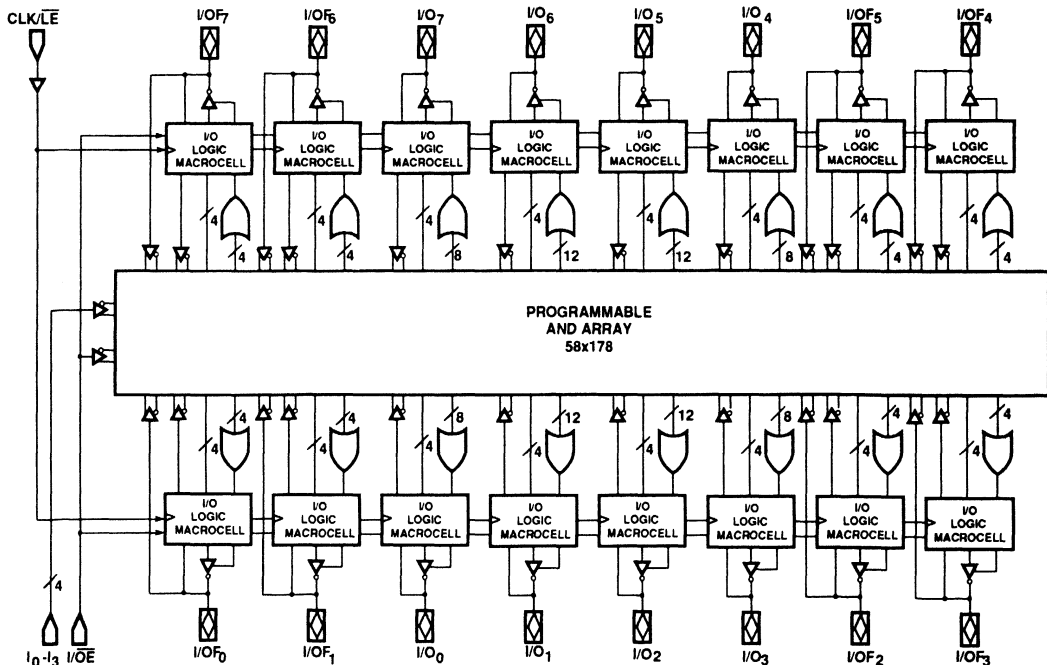 CLK/L̅E̅
I/OF7 I/OF6 I/O7 I/O6 I/O5 I/O4 I/OF5 I/OF4
I/O LOGIC MACROCELL
I/O LOGIC MACROCELL
I/O LOGIC MACROCELL
I/O LOGIC MACROCELL
I/O LOGIC MACROCELL
I/O LOGIC MACROCELL
I/O LOGIC MACROCELL
I/O LOGIC MACROCELL
4 4 4 4 4 4 4 4
4 4 8 12 12 8 4 4
PROGRAMMABLE
AND ARRAY
58x178
4 4 8 12 12 8 4 4
4 4 4 4 4 4 4 4
I/O LOGIC MACROCELL
I/O LOGIC MACROCELL
I/O LOGIC MACROCELL
I/O LOGIC MACROCELL
I/O LOGIC MACROCELL
I/O LOGIC MACROCELL
I/O LOGIC MACROCELL
I/O LOGIC MACROCELL
4
I0-I3 I/O̅E̅ I/OF0 I/OF1 I/O0 I/O1 I/O2 I/O3 I/OF2 I/OF3